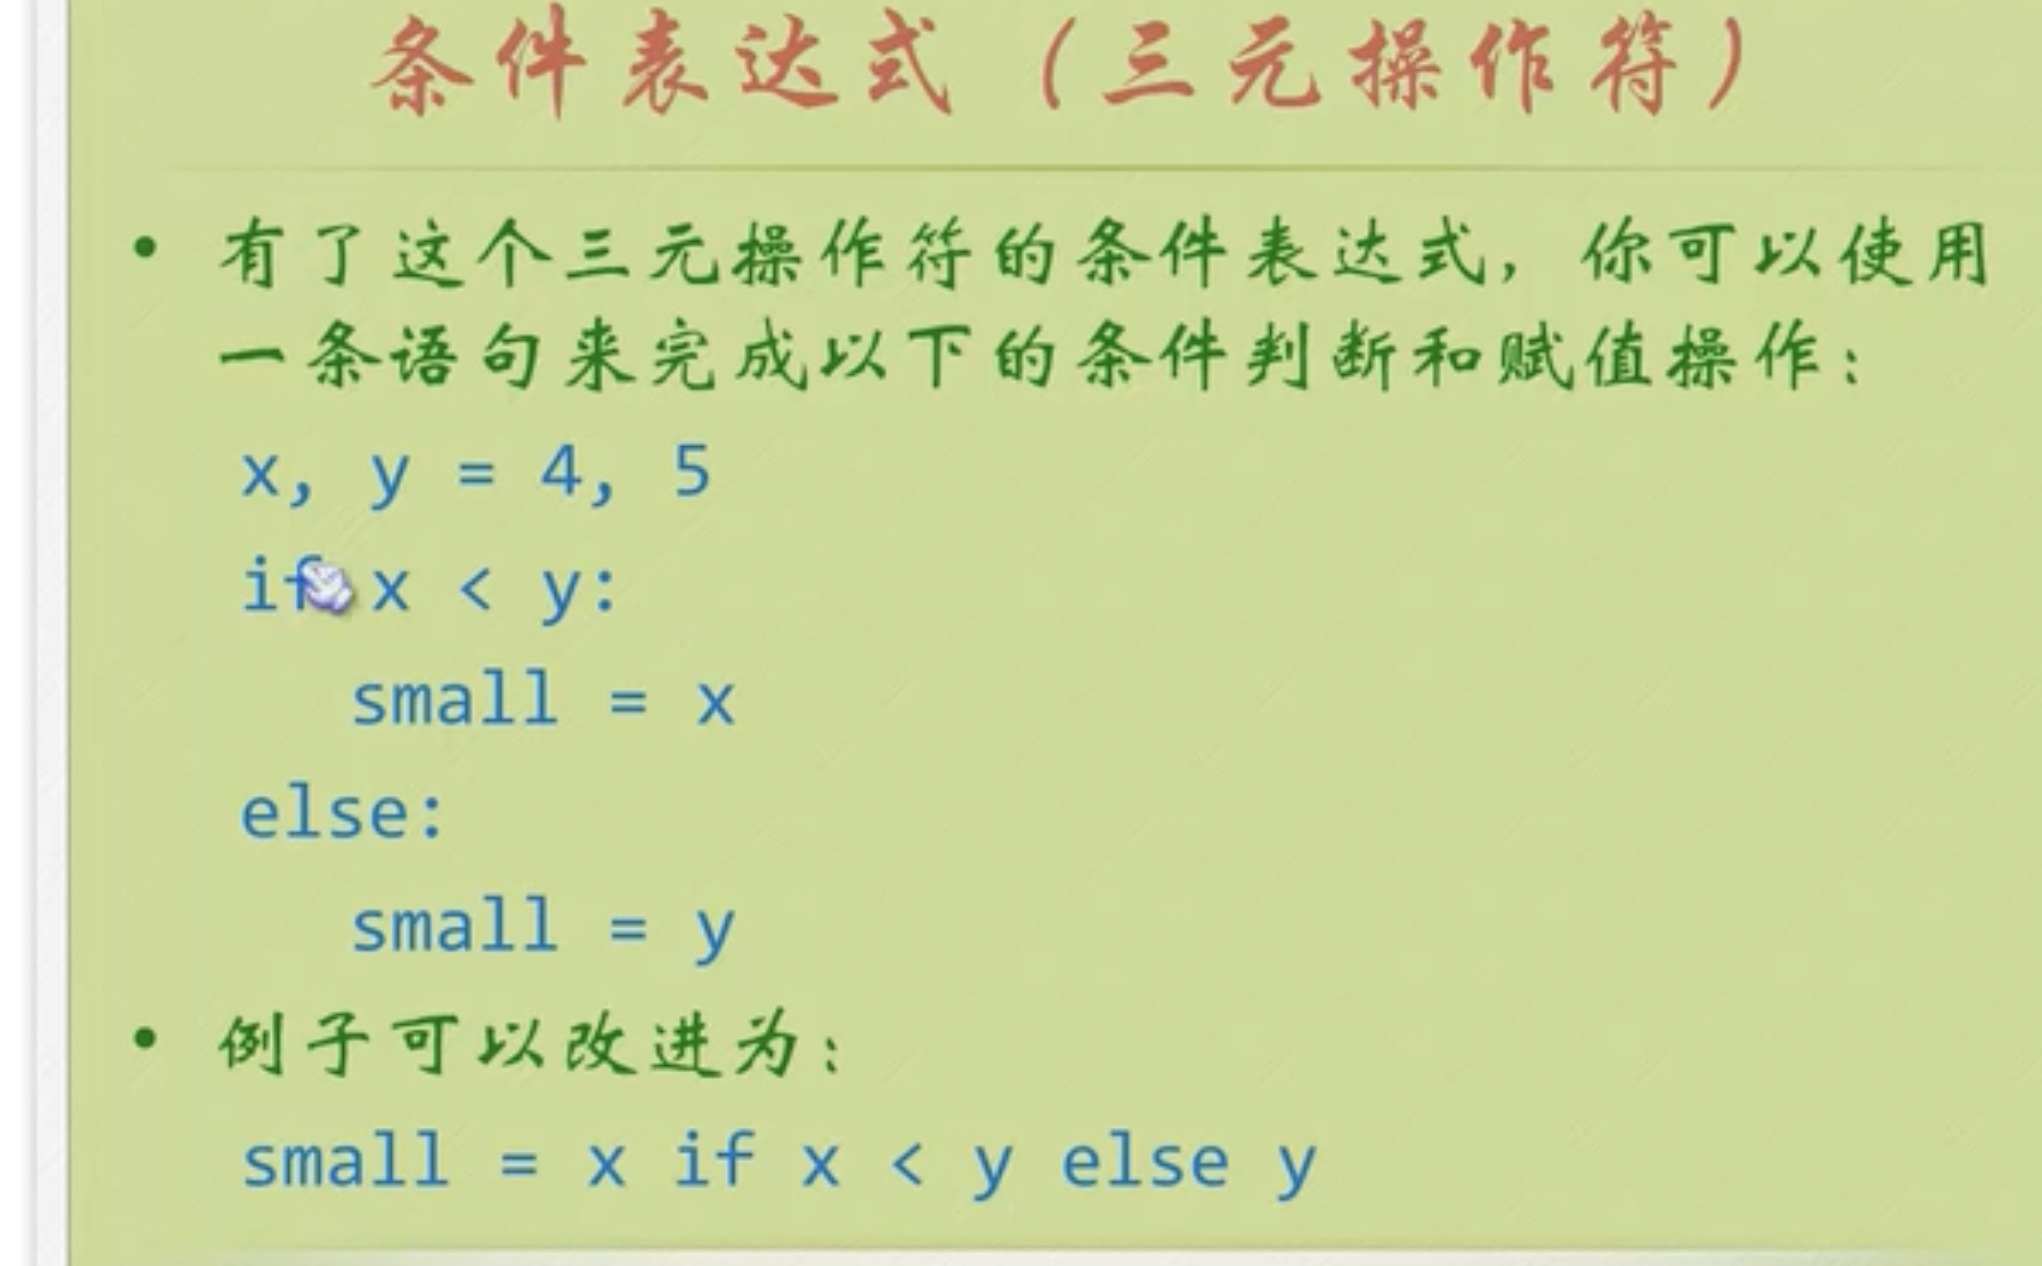 条件表达式（三元操作符）
• 有了这个三元操作符的条件表达式，你可以使用
一条语句来完成以下的条件判断和赋值操作：
x, y = 4, 5
if x < y:
small = x
else:
small = y
• 例子可以改进为：
small = x if x < y else y